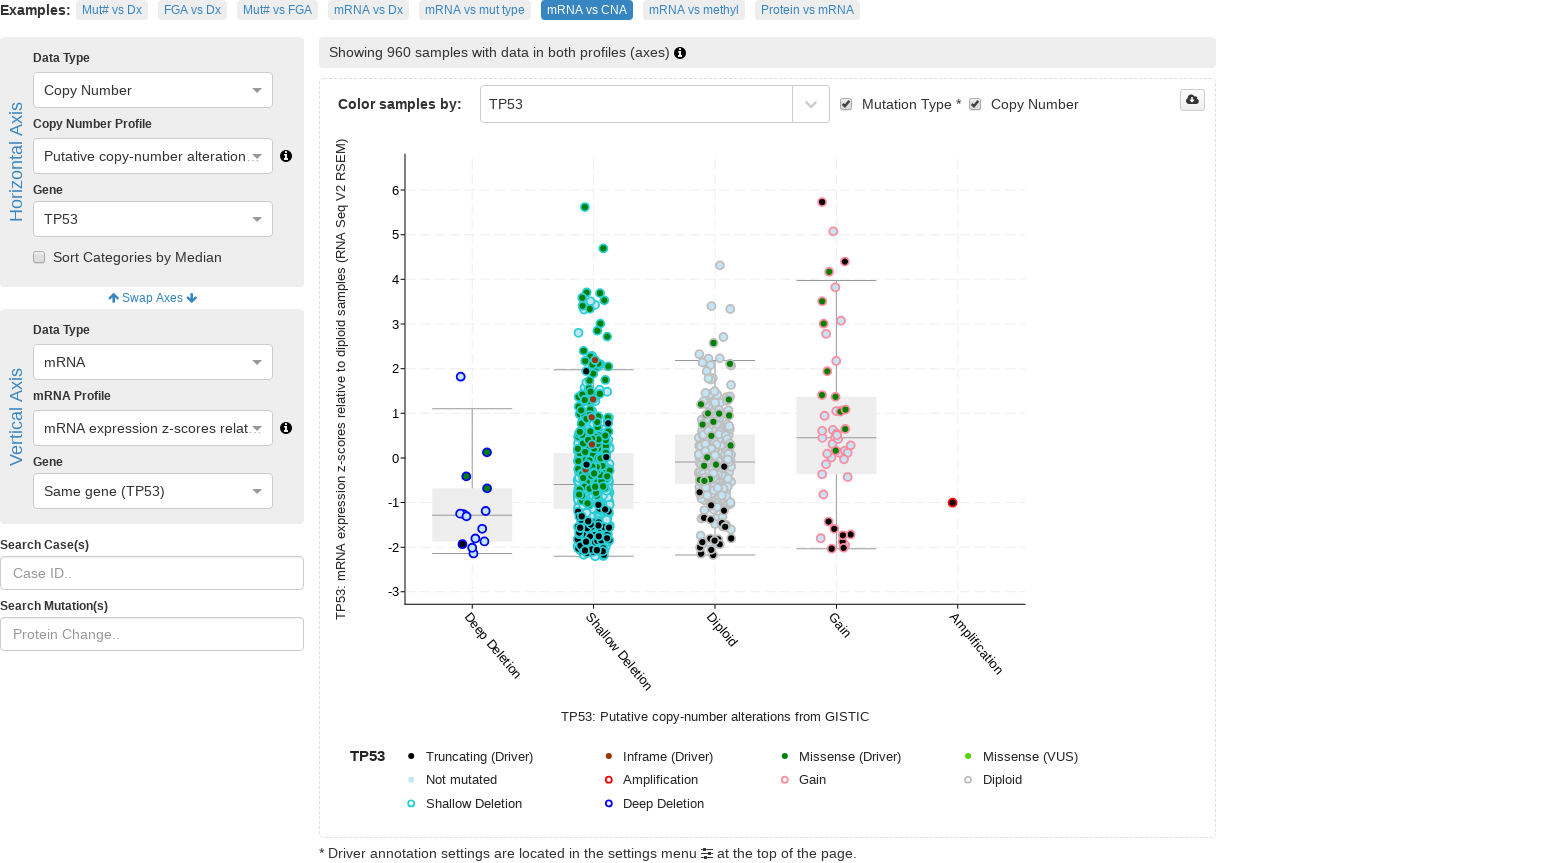 Examples: Mut# vs Dx FGA vs Dx Mut# vs FGA mRNA vs Dx mRNA vs mut type mRNA vs CNA mRNA vs methyl Protein vs mRNA
Horizontal Axis
Data Type
Copy Number
Copy Number Profile
Putative copy-number alteration...
Gene
TP53
Sort Categories by Median
Swap Axes
Vertical Axis
Data Type
mRNA
mRNA Profile
mRNA expression z-scores relat...
Gene
Same gene (TP53)
Search Case(s)
Case ID..
Search Mutation(s)
Protein Change..
Showing 960 samples with data in both profiles (axes)
Color samples by: TP53 Mutation Type * Copy Number
TP53: mRNA expression z-scores relative to diploid samples (RNA Seq V2 RSEM)
6
5
4
3
2
1
0
-1
-2
-3
Deep Deletion
Shallow Deletion
Diploid
Gain
Amplification
TP53: Putative copy-number alterations from GISTIC
TP53 Truncating (Driver) Inframe (Driver) Missense (Driver) Missense (VUS)
Not mutated Amplification Gain Diploid
Shallow Deletion Deep Deletion
* Driver annotation settings are located in the settings menu at the top of the page.